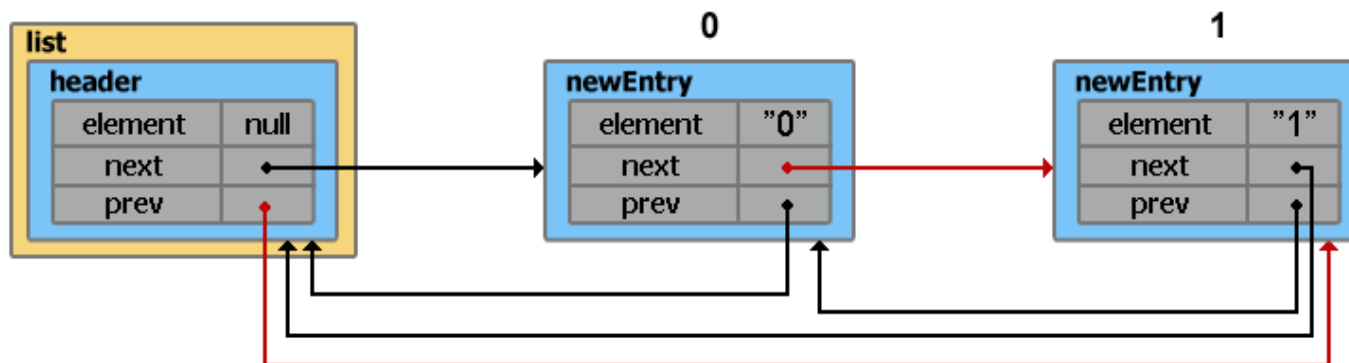 0
1
list
header
element null
next
prev
newEntry
element ”0”
next
prev
newEntry
element ”1”
next
prev